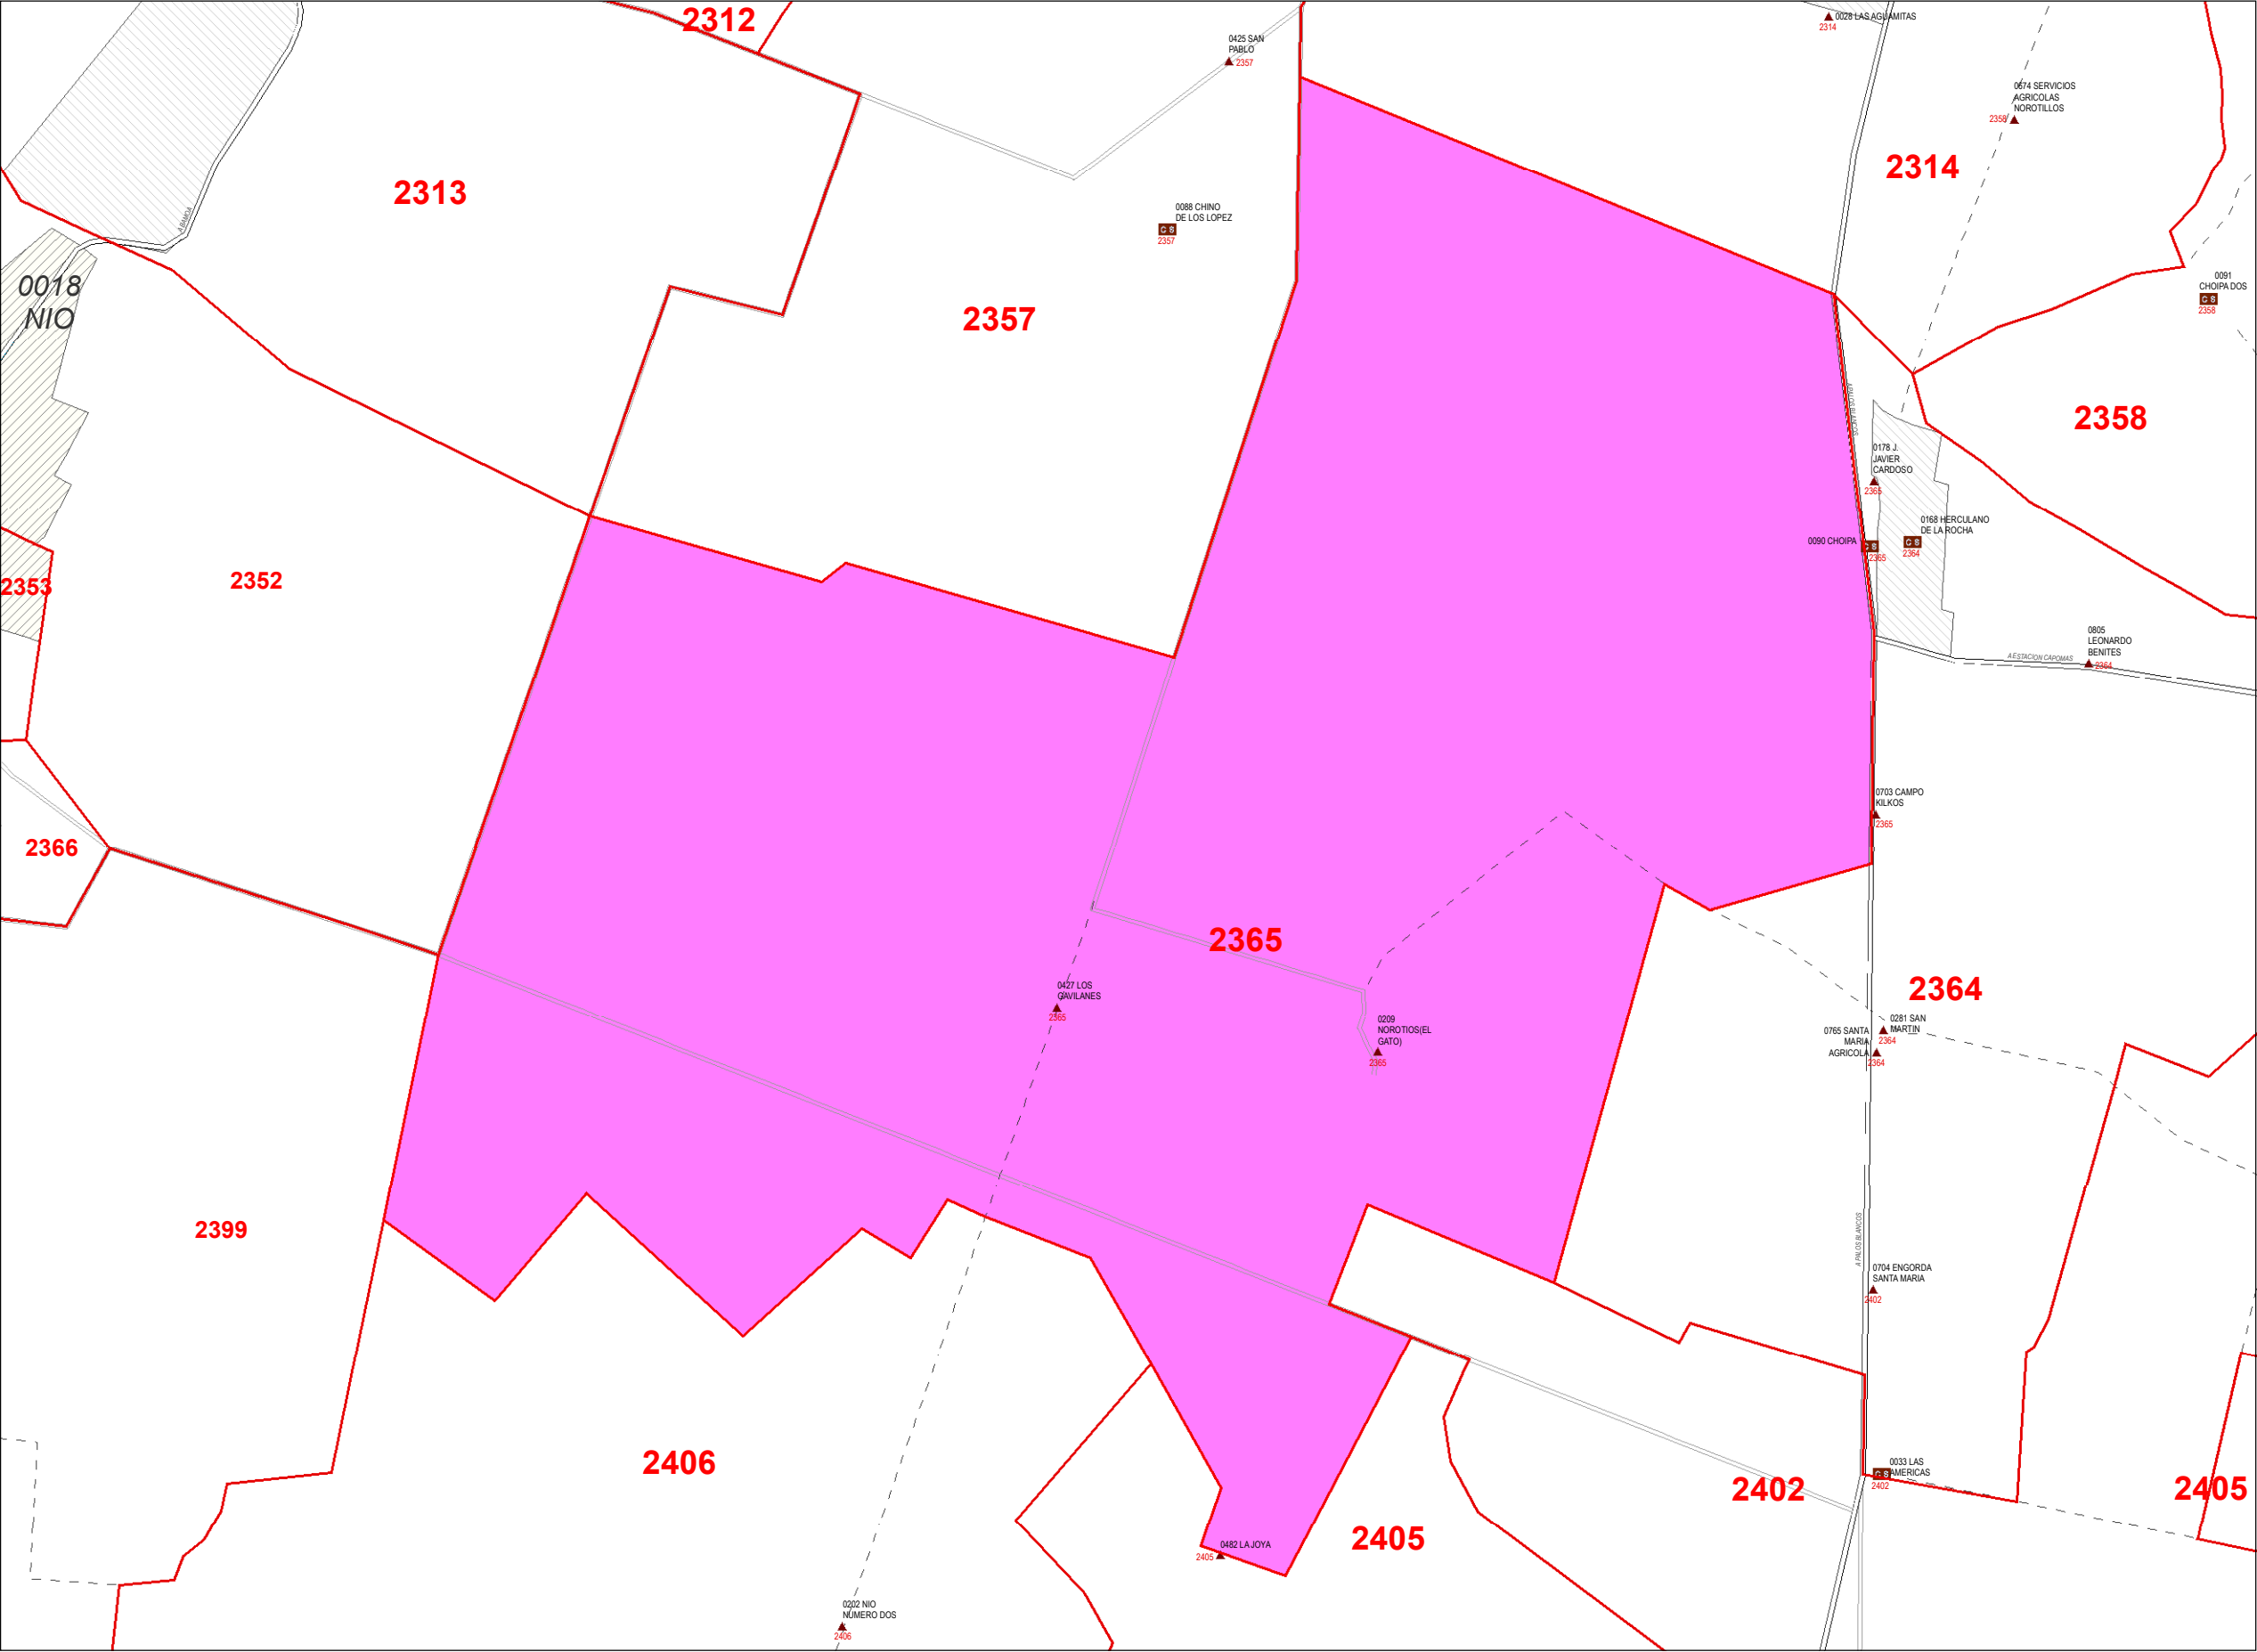 2312
0028 LAS AGUAMITAS
2314
0425 SAN
PABLO
2357
0674 SERVICIOS
AGRICOLAS
NOROTILLOS
2358
2314
2313
0088 CHINO
DE LOS LOPEZ
C S
2357
A BAMOA
0018
NIO
0091
CHOIPA DOS
C S
2358
2357
2358
A PALOS BLANCOS
0178 J.
JAVIER
CARDOSO
2365
0168 HERCULANO
DE LA ROCHA
C S
2364
0090 CHOIPA
C S
2365
2353
2352
0805
LEONARDO
BENITES
2364
A ESTACION CAPOMAS
0703 CAMPO
KILKOS
2365
2366
2365
2364
0427 LOS
GAVILANES
2365
0209
NOROTIOS(EL
GATO)
2365
0281 SAN
MARTIN
2364
0765 SANTA
MARIA
AGRICOLA
2364
2399
A PALOS BLANCOS
0704 ENGORDA
SANTA MARIA
2402
2406
0033 LAS
AMERICAS
C S
2402
2402
2405
2405
0482 LA JOYA
2405
0202 NIO
NUMERO DOS
2406